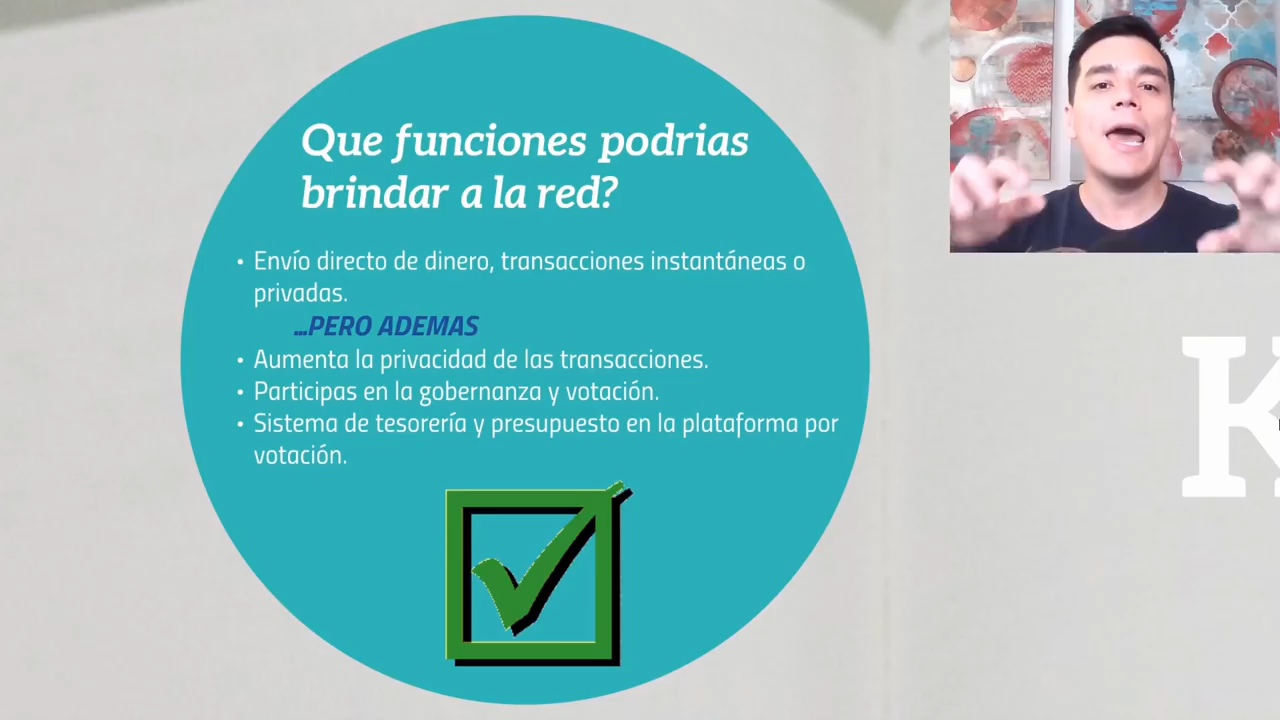 Que funciones podrias
brindar a la red?
• Envío directo de dinero, transacciones instantáneas o
privadas.
...PERO ADEMAS
• Aumenta la privacidad de las transacciones.
• Participas en la gobernanza y votación.
• Sistema de tesorería y presupuesto en la plataforma por
votación.
K